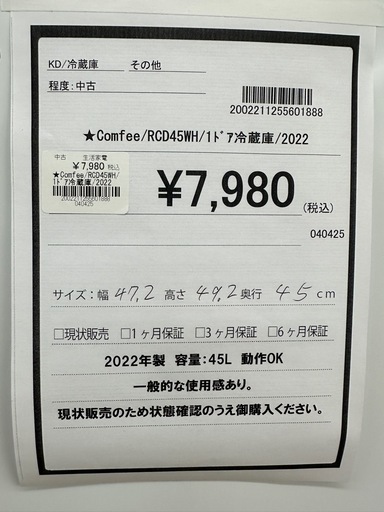 KD/冷蔵庫 その他
程度:中古
2002211255601888
★Comfee/RCD45WH/1ﾄﾞｱ冷蔵庫/2022
中古 生活家電
¥7,980 税込
★Comfee/RCD45WH/
1ﾄﾞｱ冷蔵庫/2022
2002211255601888
040425
¥7,980
(税込)
040425
サイズ:幅 47.2 高さ 49.2 奥行 45 cm
□現状販売 □1ヶ月保証 □3ヶ月保証 □6ヶ月保証
2022年製 容量:45L 動作OK
一般的な使用感あり。
現状販売のため状態確認のうえ御購入ください。